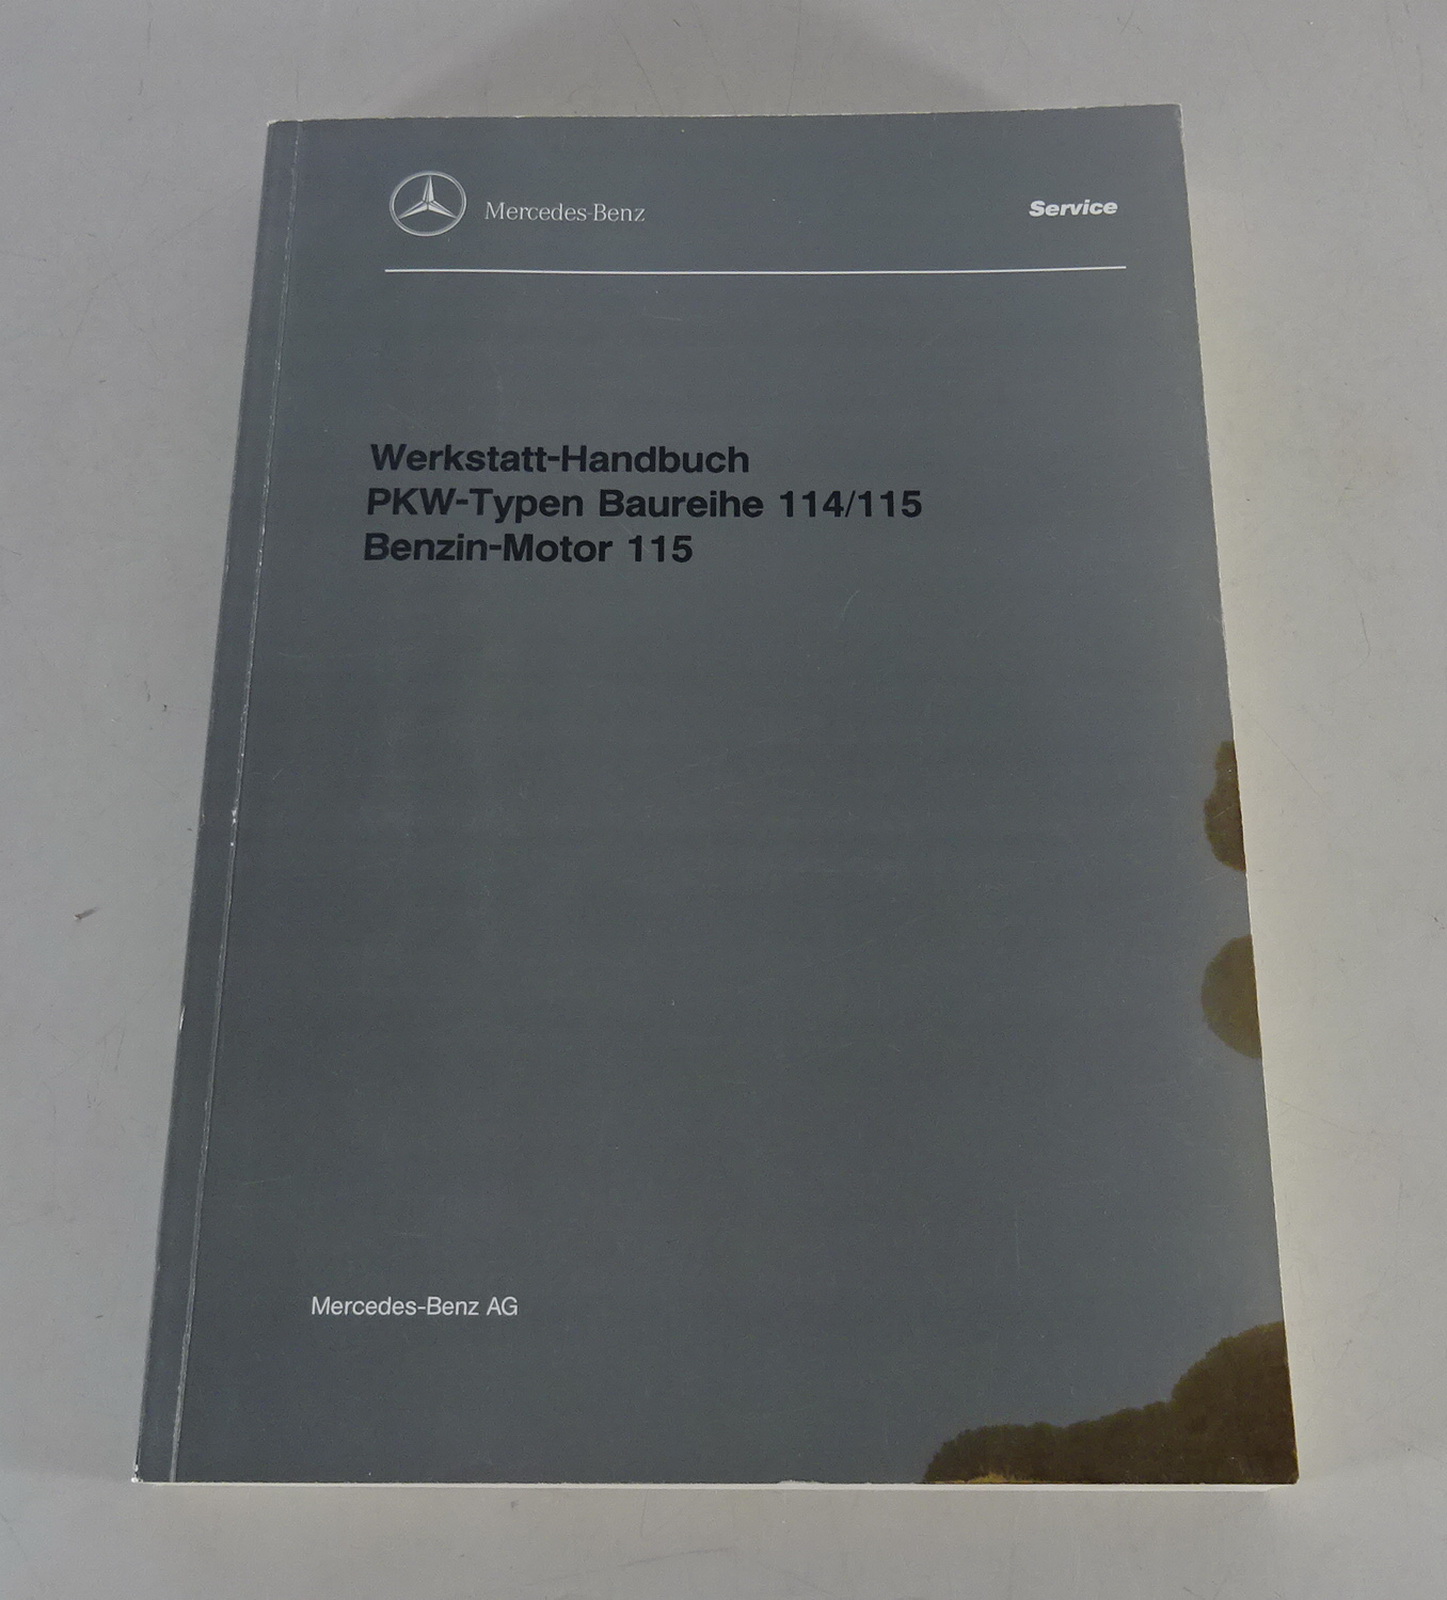 Mercedes-Benz
Service
Werkstatt-Handbuch
PKW-Typen Baureihe 114/115
Benzin-Motor 115
Mercedes-Benz AG